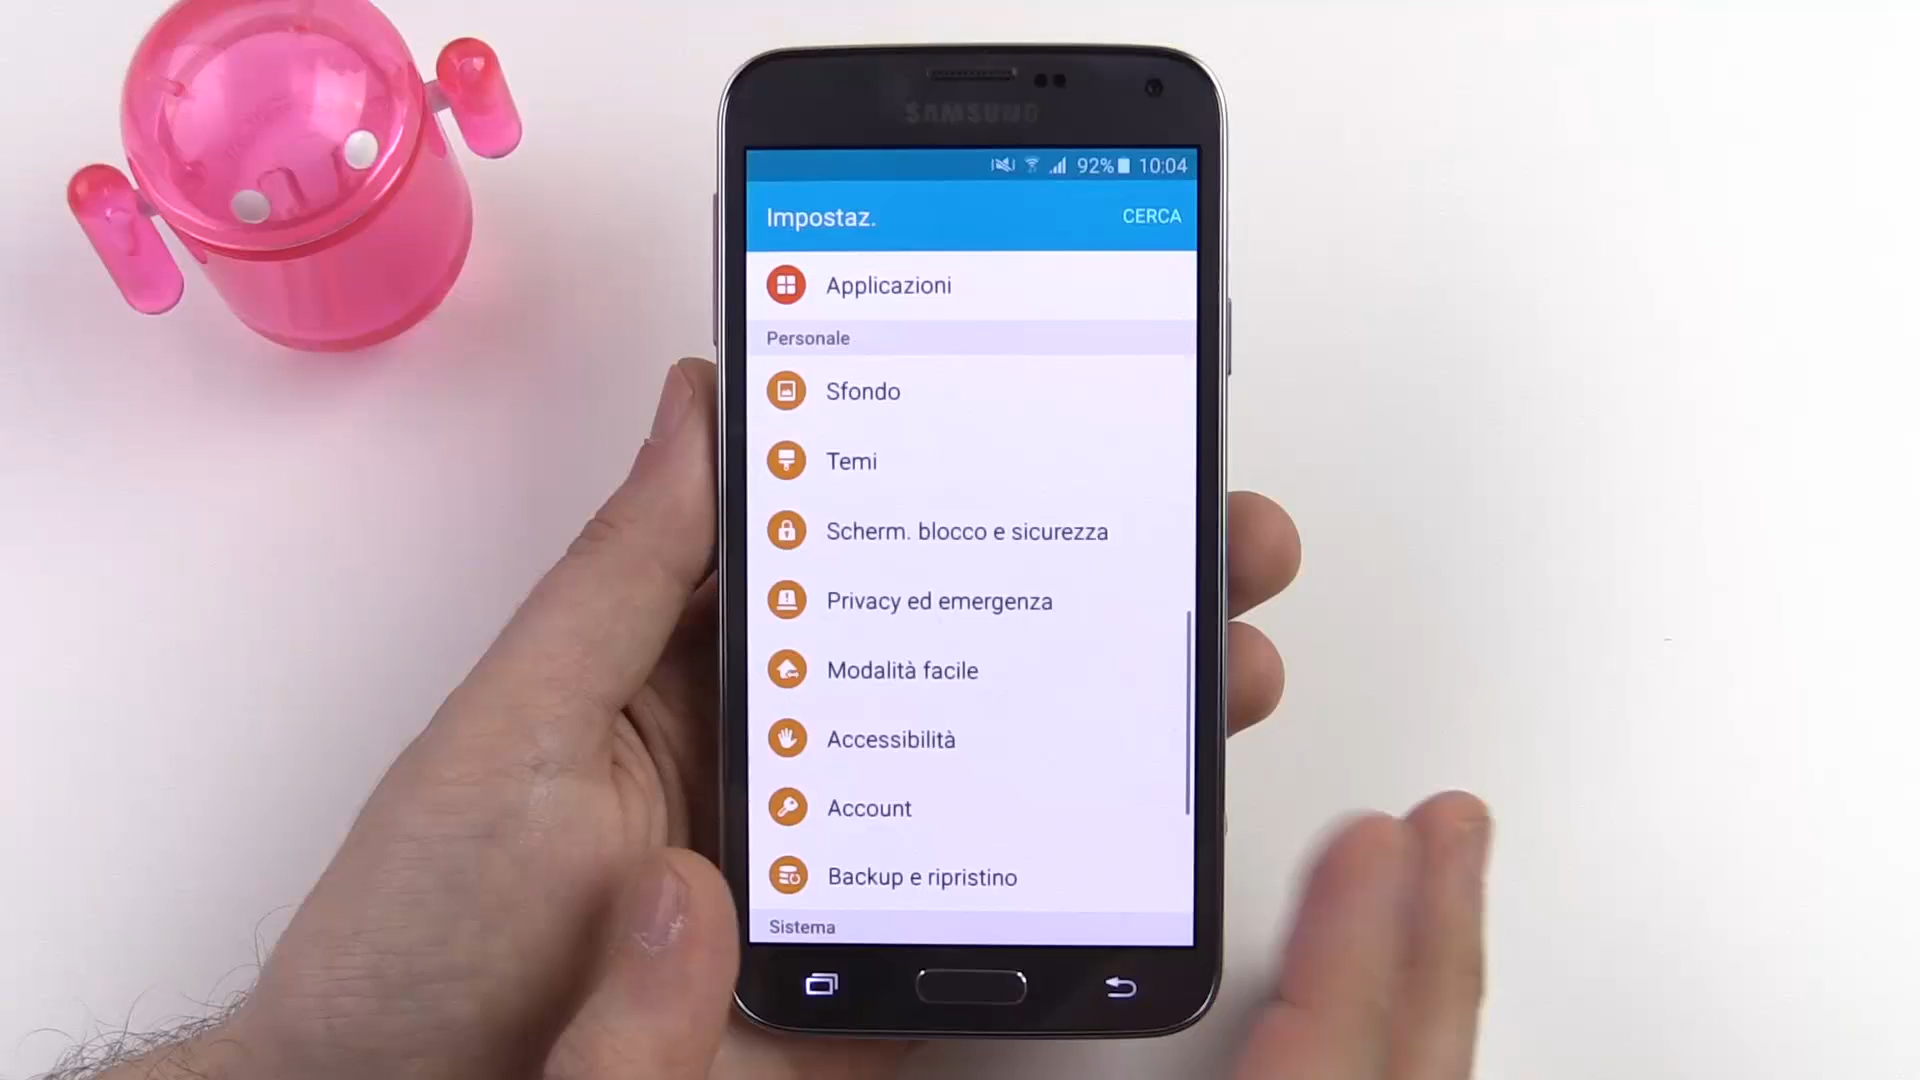 SAMSUNG
92% 10:04
Impostaz.
CERCA
Applicazioni
Personale
Sfondo
Temi
Scherm. blocco e sicurezza
Privacy ed emergenza
Modalità facile
Accessibilità
Account
Backup e ripristino
Sistema